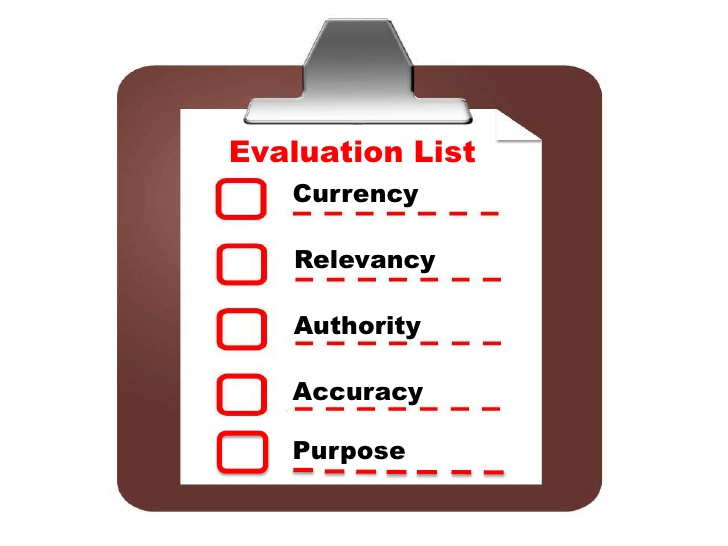 Evaluation List
Currency
Relevancy
Authority
Accuracy
Purpose